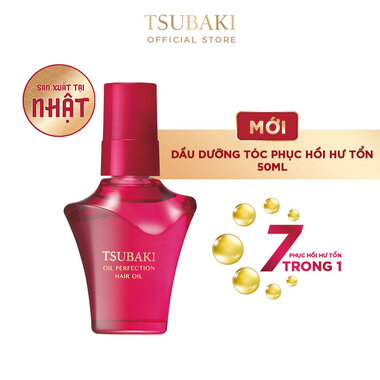 TSUBAKI
OFFICIAL STORE
SẢN XUẤT TẠI
NHẬT
MỚI
DẦU DƯỠNG TÓC PHỤC HỒI HƯ TỔN
50ML
TSUBAKI
OIL PERFECTION
HAIR OIL
7
PHỤC HỒI HƯ TỔN
TRONG 1